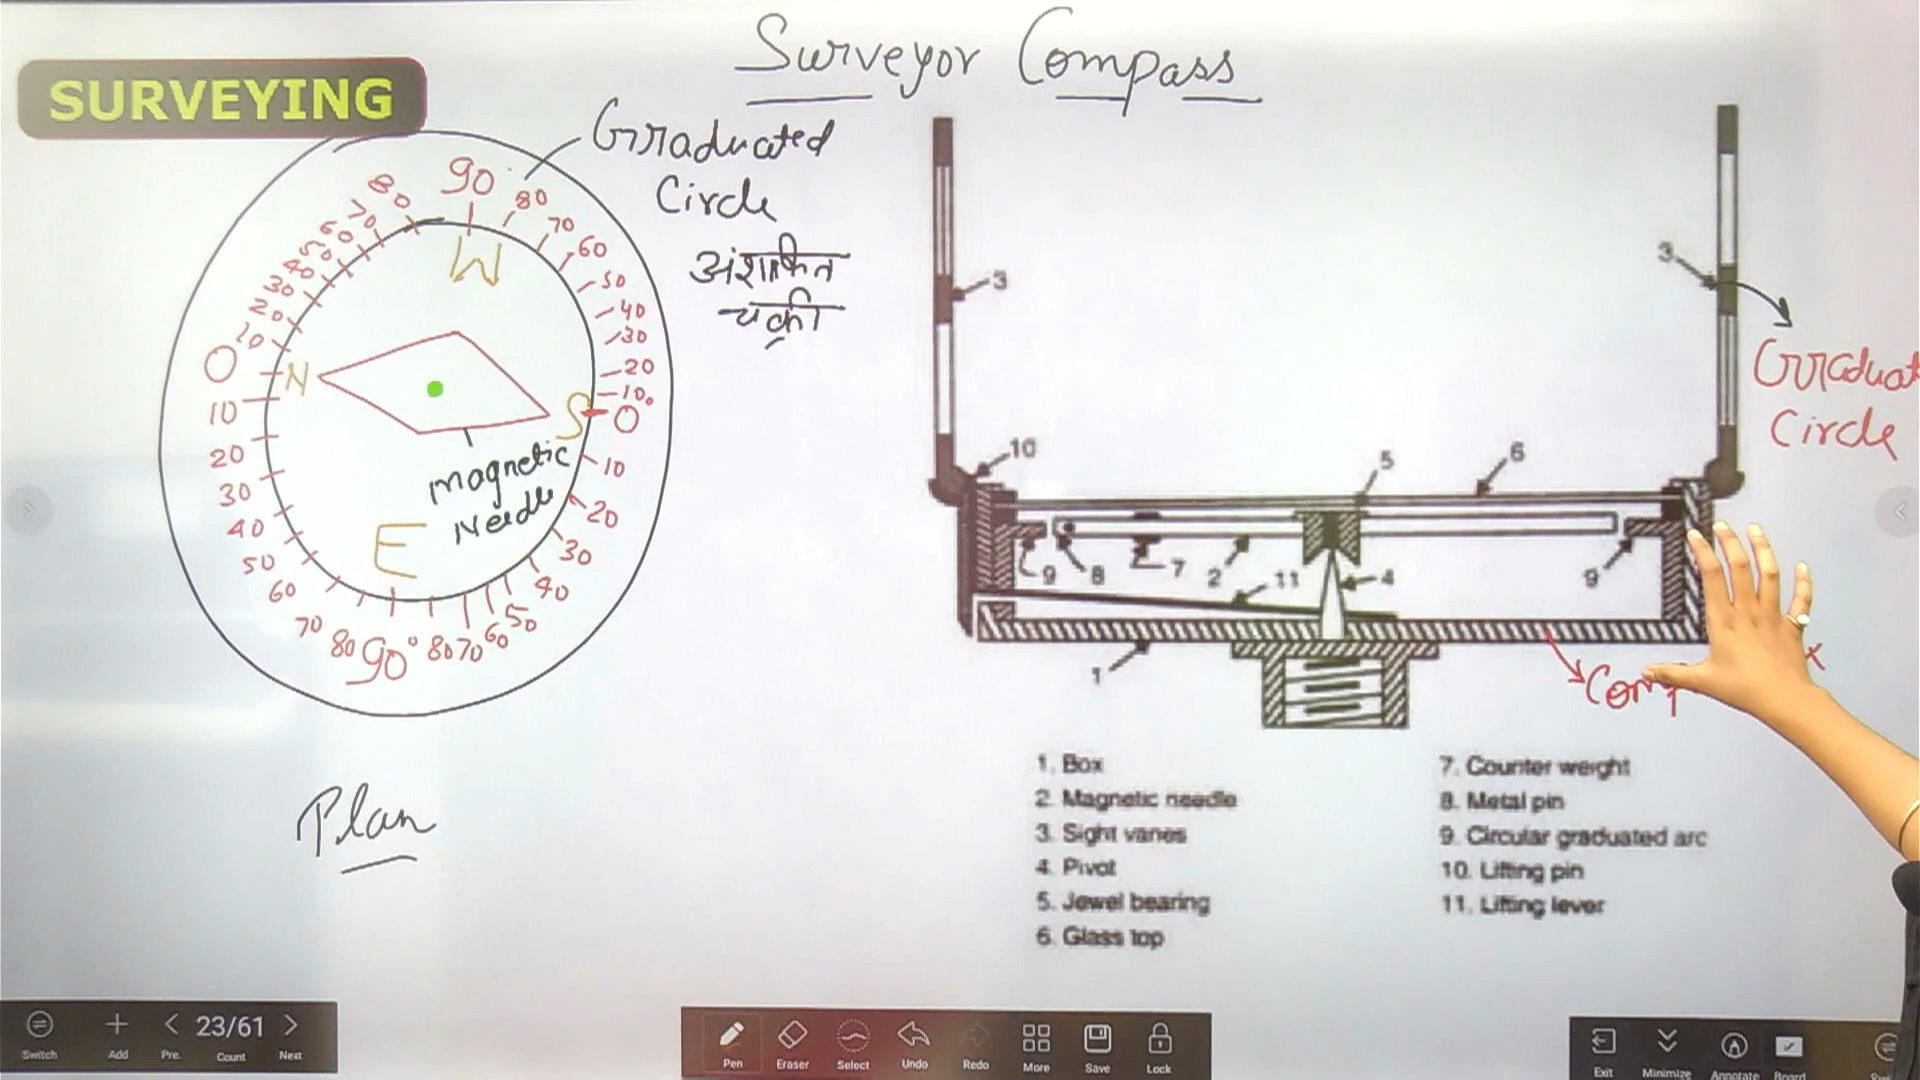 Surveyor Compass
SURVEYING
Graduated
Circle
अंशाकित
चक्री
90
80
70
60
50
40
30
20
10
0
10
20
30
40
50
60
70
80
90°
80
70
60
50
40
30
20
10
0
10
20
30
40
50
60
70
80
W
N
S
E
magnetic
Needle
Plan
3
3
Graduat
Circle
10
5
6
9
8
7
2
11
4
9
1
Com
1. Box
2. Magnetic needle
3. Sight vanes
4. Pivot
5. Jewel bearing
6. Glass top
7. Counter weight
8. Metal pin
9. Circular graduated arc
10. Lifting pin
11. Lifting lever
23/61
Switch
Add
Pre.
Count
Next
Pen
Eraser
Select
Undo
Redo
More
Save
Lock
Exit
Minimize
Annotate
Board